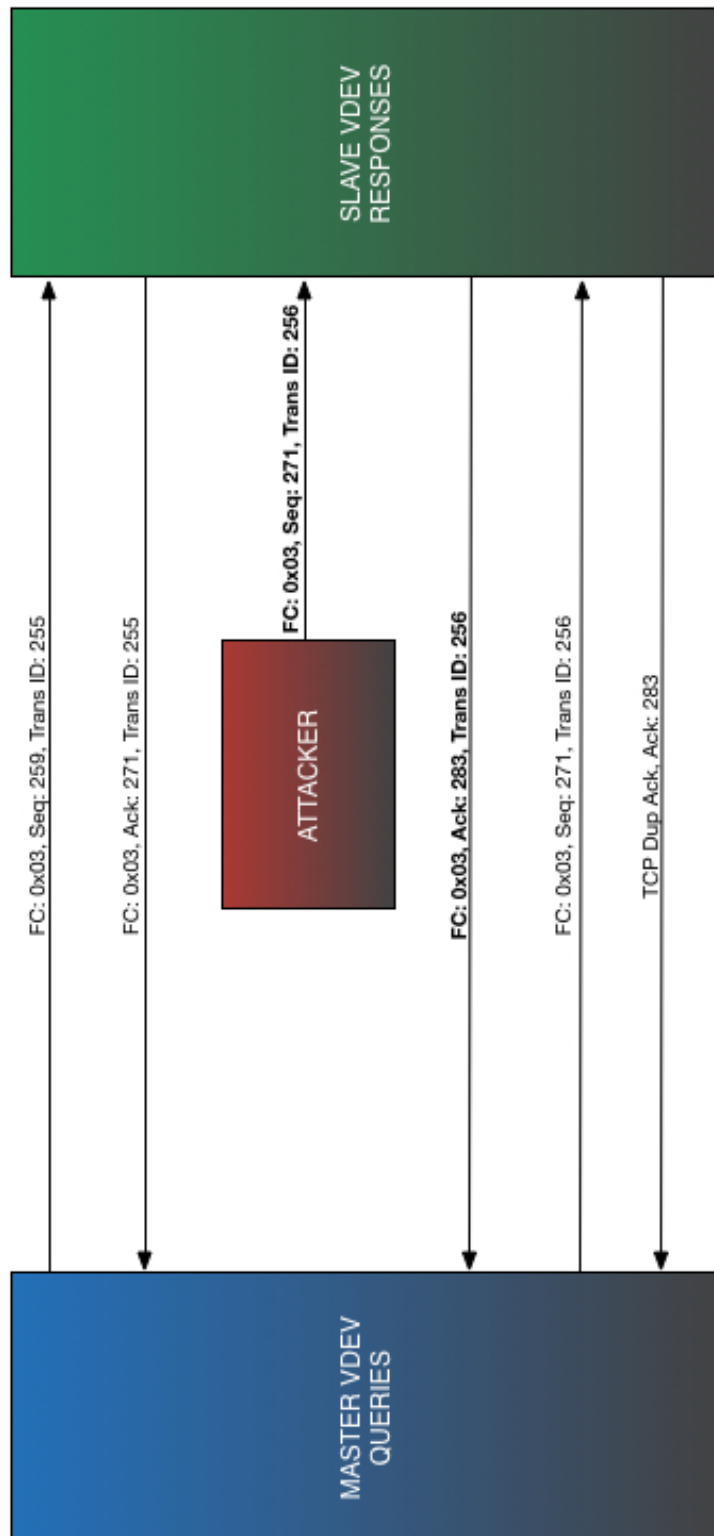 MASTER VDEV
QUERIES
SLAVE VDEV
RESPONSES
FC: 0x03, Seq: 259, Trans ID: 255
FC: 0x03, Ack: 271, Trans ID: 255
ATTACKER
FC: 0x03, Seq: 271, Trans ID: 256
FC: 0x03, Ack: 283, Trans ID: 256
FC: 0x03, Seq: 271, Trans ID: 256
TCP Dup Ack, Ack: 283